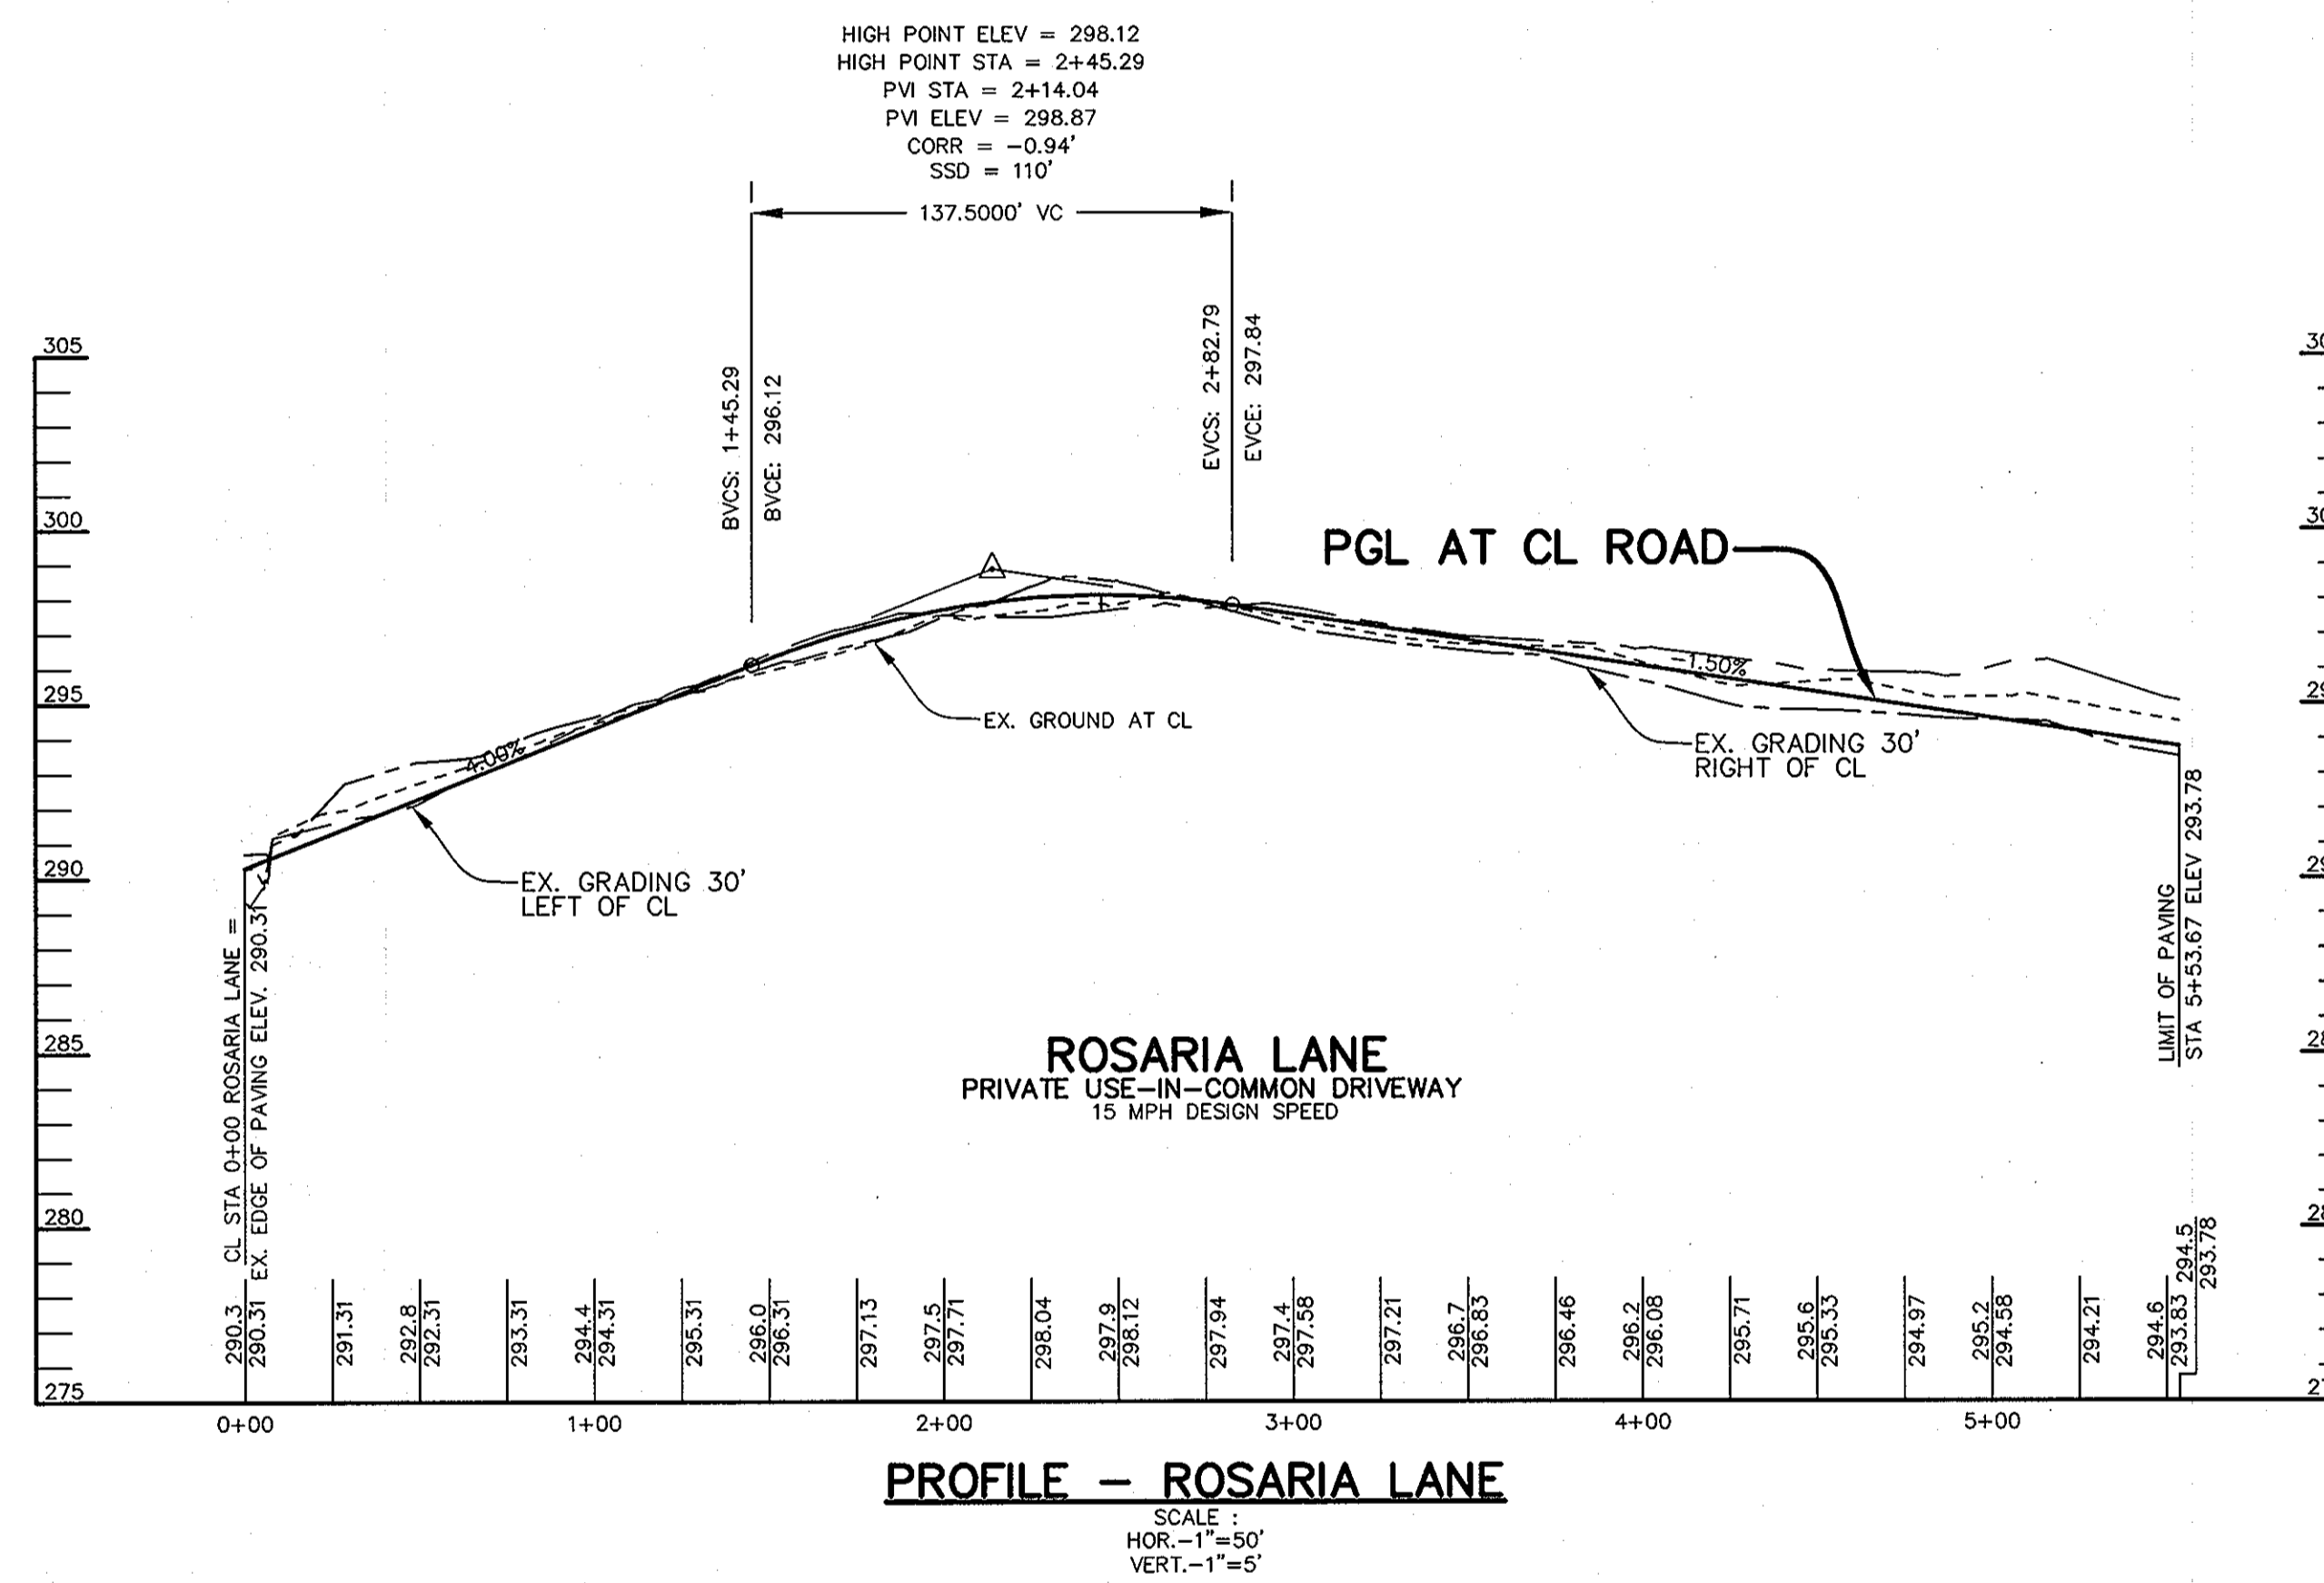 HIGH POINT ELEV = 298.12
HIGH POINT STA = 2+45.29
PVI STA = 2+14.04
PVI ELEV = 298.87
CORR = -0.94'
SSD = 110'
137.5000' VC
BVCS: 1+45.29
BVCE: 296.12
EVCS: 2+82.79
EVCE: 297.84
305
300
295
290
285
280
275
PGL AT CL ROAD
4.00%
1.50%
EX. GROUND AT CL
EX. GRADING 30'
RIGHT OF CL
EX. GRADING 30'
LEFT OF CL
CL STA 0+00 ROSARIA LANE =
EX. EDGE OF PAVING ELEV. 290.31
LIMIT OF PAVING
STA 5+53.67 ELEV 293.78
ROSARIA LANE
PRIVATE USE-IN-COMMON DRIVEWAY
15 MPH DESIGN SPEED
290.3
290.31
291.31
292.8
292.31
293.31
294.4
294.31
295.31
296.0
296.31
297.13
297.5
297.71
298.04
297.9
298.12
297.94
297.4
297.58
297.21
296.7
296.83
296.46
296.2
296.08
295.71
295.6
295.33
294.97
295.2
294.58
294.21
294.6
293.83
294.5
293.78
0+00 1+00 2+00 3+00 4+00 5+00
PROFILE - ROSARIA LANE
SCALE :
HOR.-1"=50'
VERT.-1"=5'